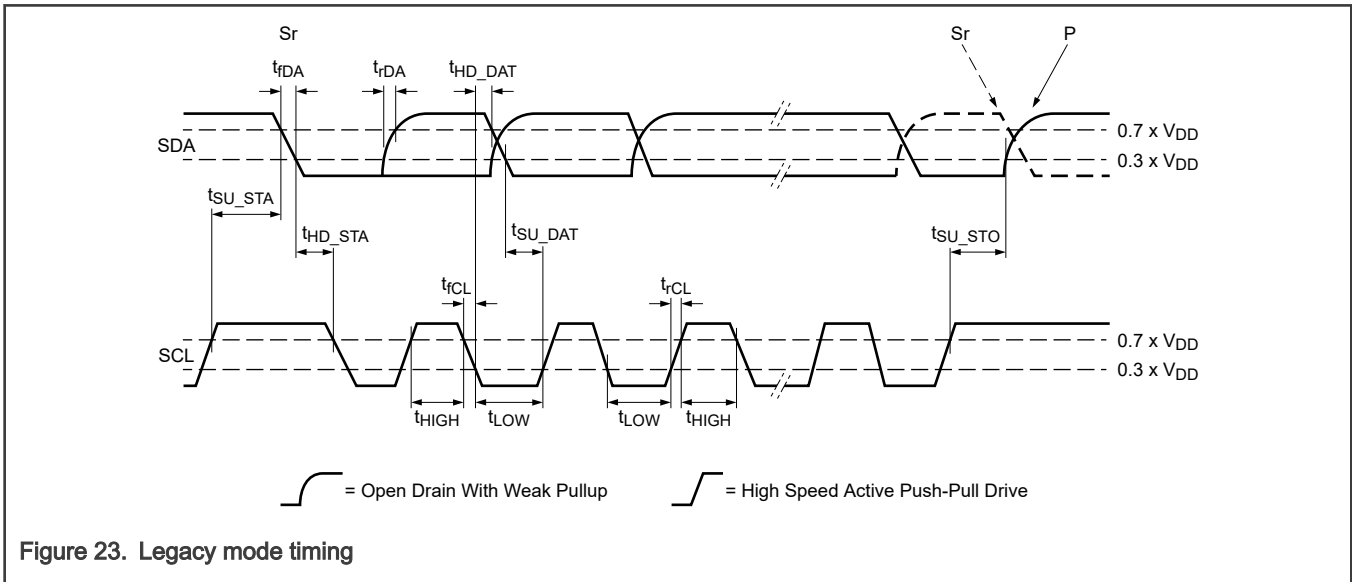 Sr
Sr
P
tfDA
trDA
tHD_DAT
0.7 x VDD
SDA
0.3 x VDD
tSU_STA
tHD_STA
tSU_DAT
tSU_STO
tfCL
trCL
0.7 x VDD
SCL
0.3 x VDD
tHIGH
tLOW
tLOW
tHIGH
= Open Drain With Weak Pullup
= High Speed Active Push-Pull Drive
Figure 23. Legacy mode timing